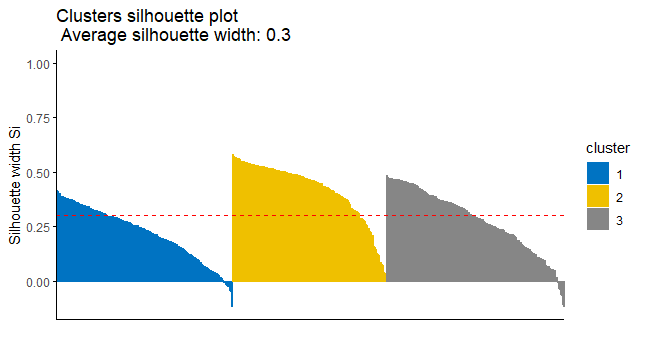 Clusters silhouette plot
Average silhouette width: 0.3
Silhouette width Si
1.00
0.75
0.50
0.25
0.00
cluster
1
2
3